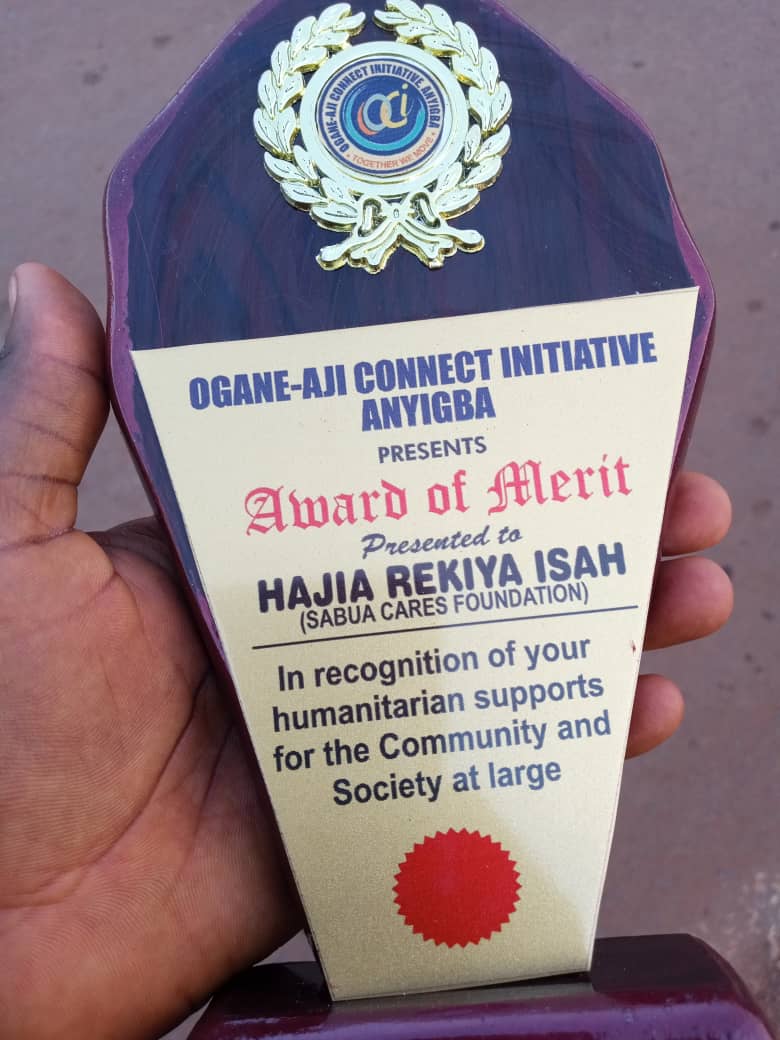 OGANE-AJI CONNECT INITIATIVE, ANYIGBA
oci
• TOGETHER WE MOVE •
OGANE-AJI CONNECT INITIATIVE
ANYIGBA
PRESENTS
Award of Merit
Presented to
HAJIA REKIYA ISAH
(SABUA CARES FOUNDATION)
In recognition of your
humanitarian supports
for the Community and
Society at large